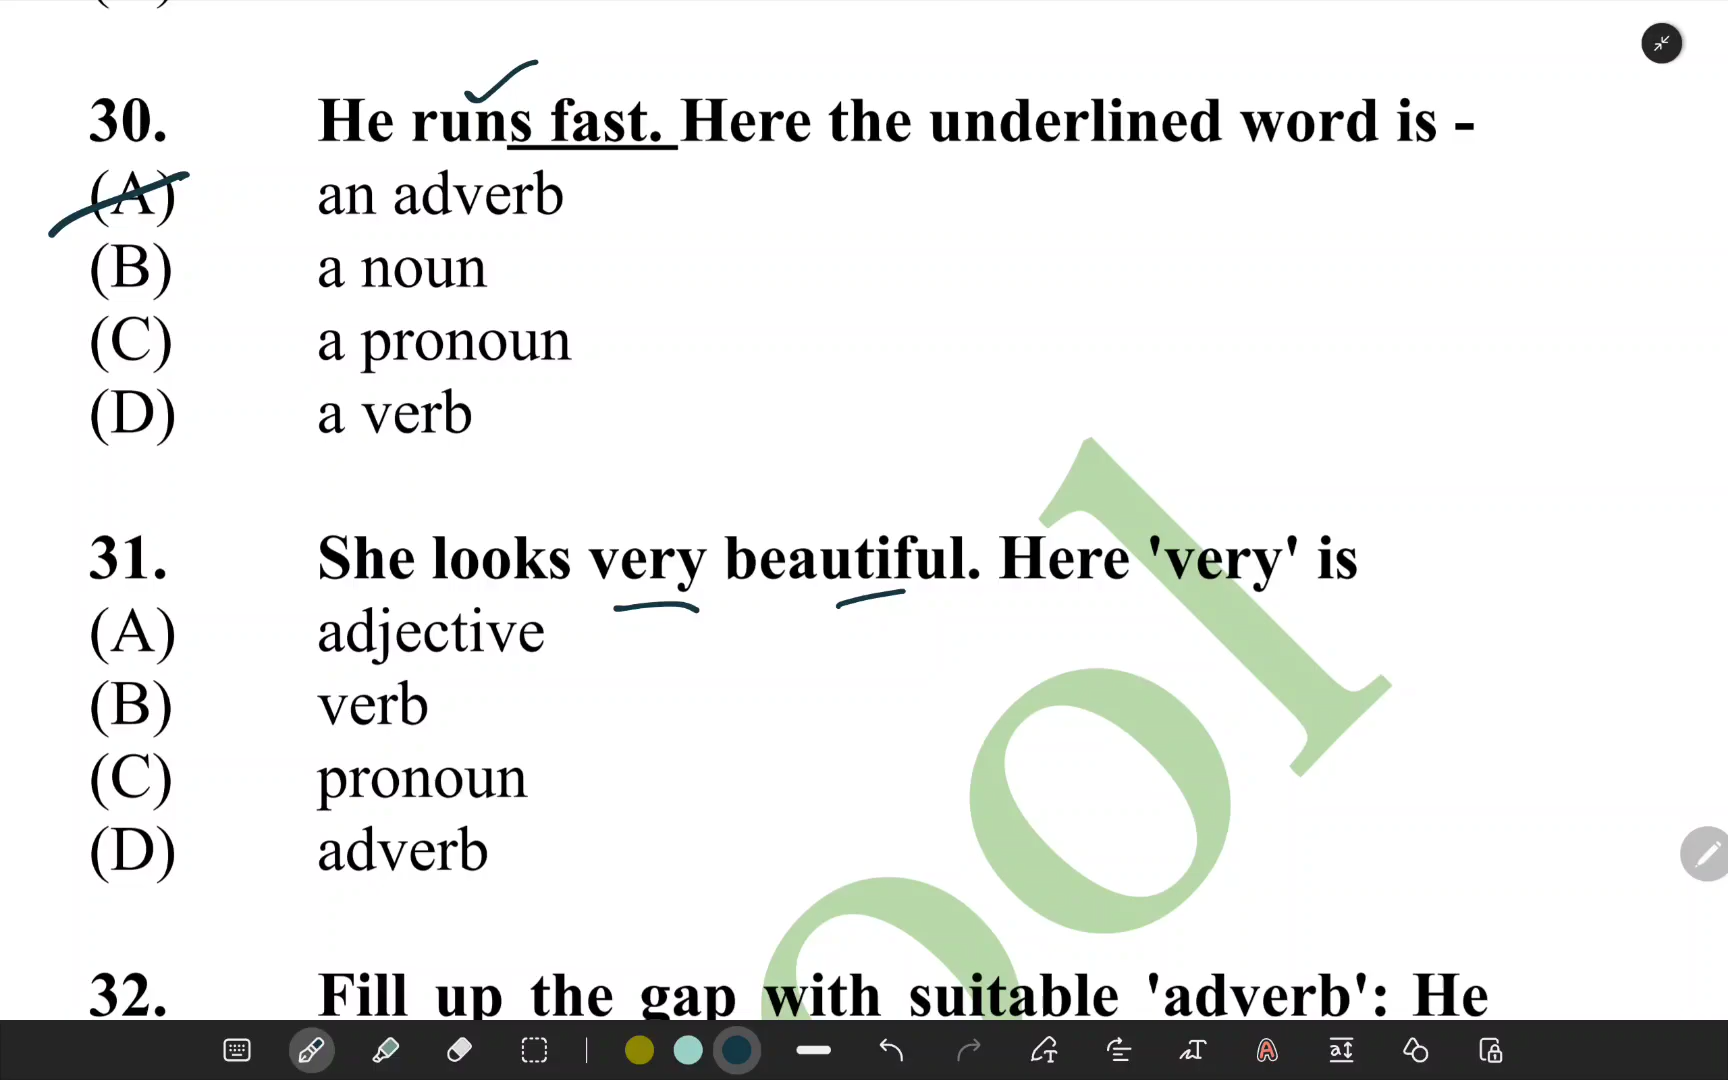 30. He runs fast. Here the underlined word is -
(A) an adverb
(B) a noun
(C) a pronoun
(D) a verb
31. She looks very beautiful. Here 'very' is
(A) adjective
(B) verb
(C) pronoun
(D) adverb
32. Fill up the gap with suitable 'adverb': He
ool